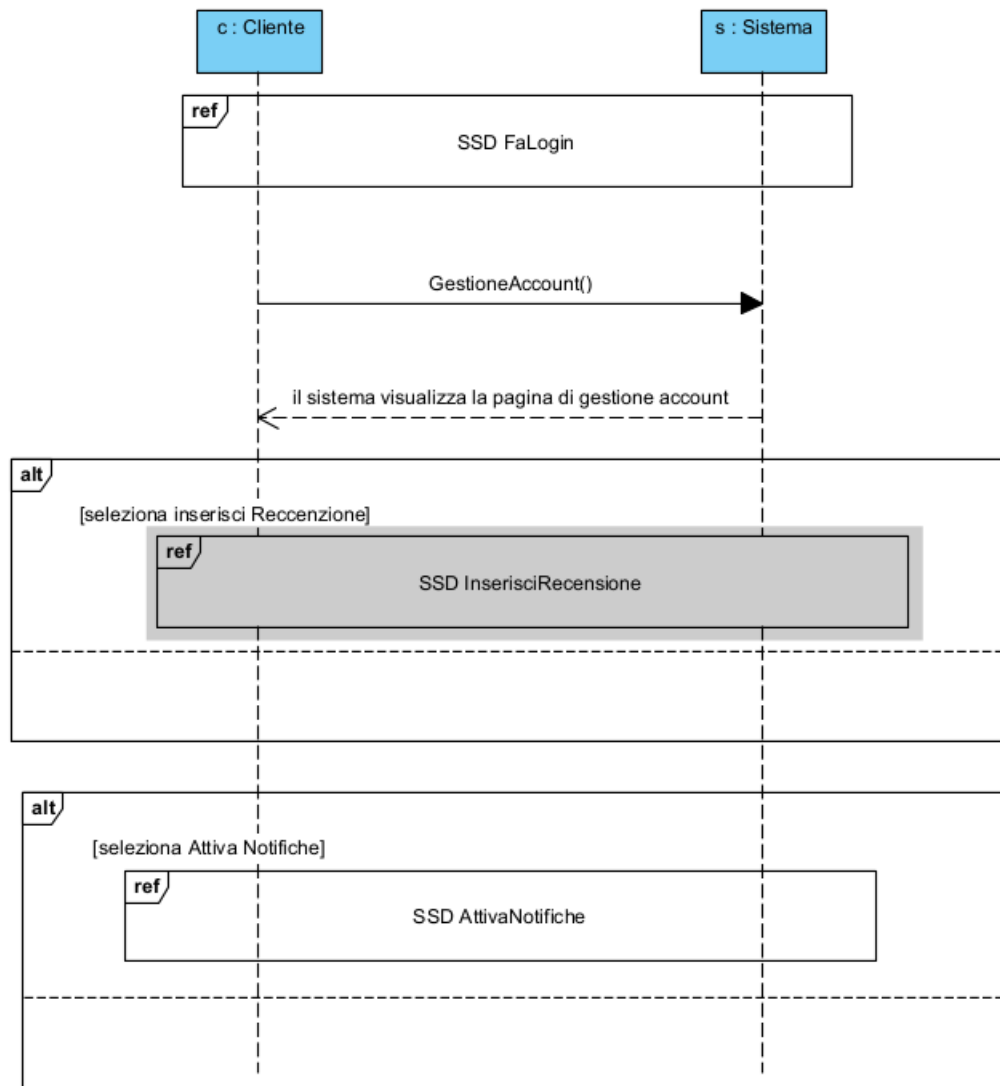 c : Cliente
s : Sistema
ref
SSD FaLogin
GestioneAccount()
il sistema visualizza la pagina di gestione account
alt
[seleziona inserisci Reccenzione]
ref
SSD InserisciRecensione
alt
[seleziona Attiva Notifiche]
ref
SSD AttivaNotifiche